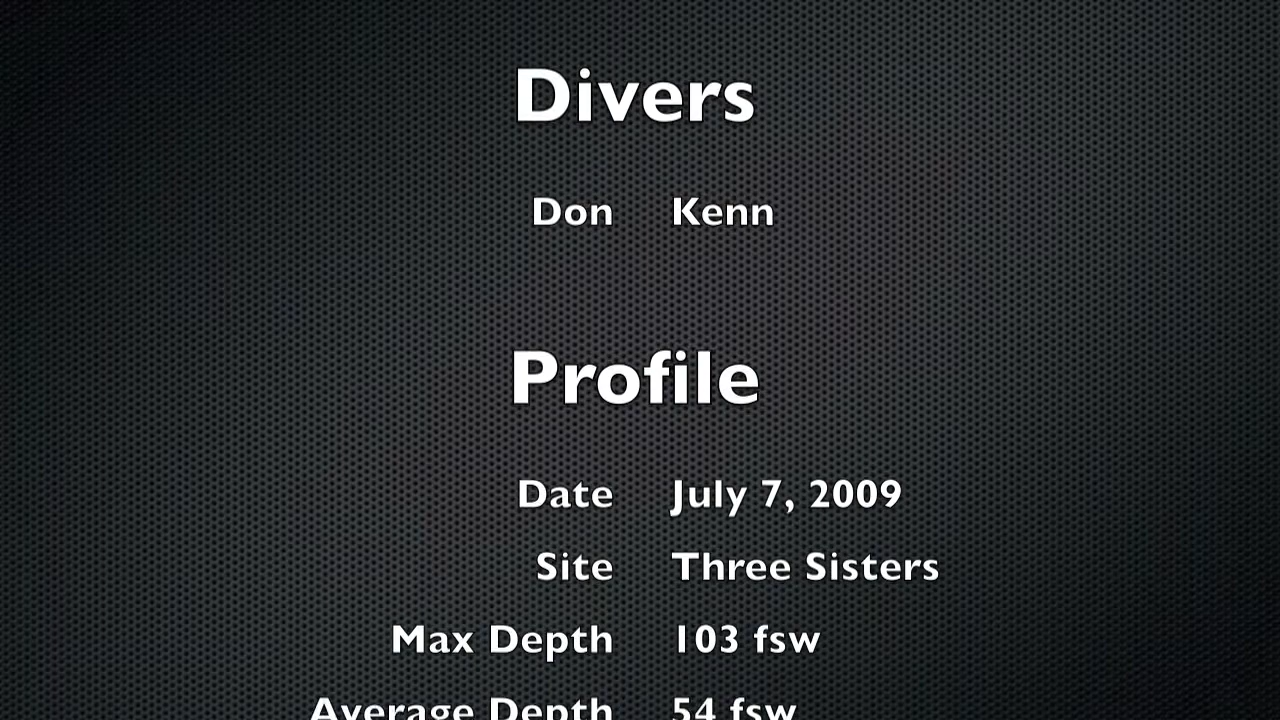 Divers
Don Kenn
Profile
Date July 7, 2009
Site Three Sisters
Max Depth 103 fsw
Average Depth 54 fsw